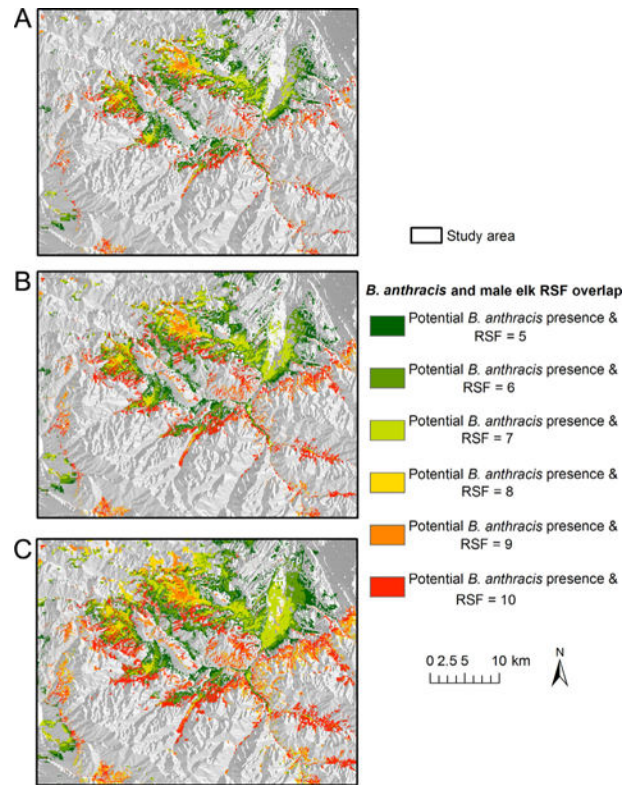 A
B
C
Study area
B. anthracis and male elk RSF overlap
Potential B. anthracis presence &
RSF = 5
Potential B. anthracis presence &
RSF = 6
Potential B. anthracis presence &
RSF = 7
Potential B. anthracis presence &
RSF = 8
Potential B. anthracis presence &
RSF = 9
Potential B. anthracis presence &
RSF = 10
0 2.5 5 10 km
N